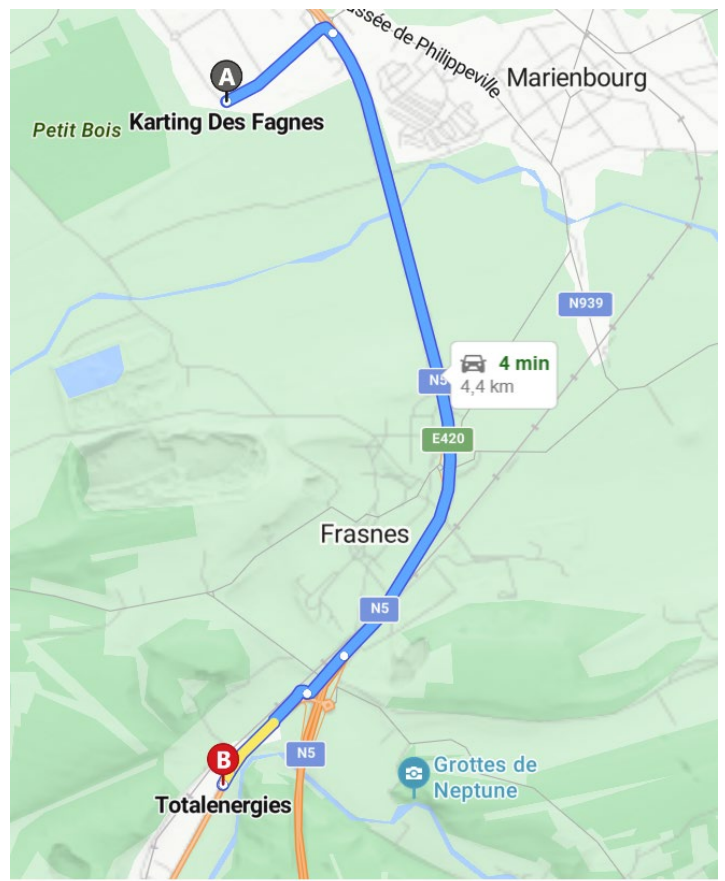 ussée de Philippeville
A
Marienbourg
Karting Des Fagnes
Petit Bois
N939
4 min
N5
4,4 km
E420
Frasnes
N5
B
N5
Grottes de
Neptune
Totalenergies